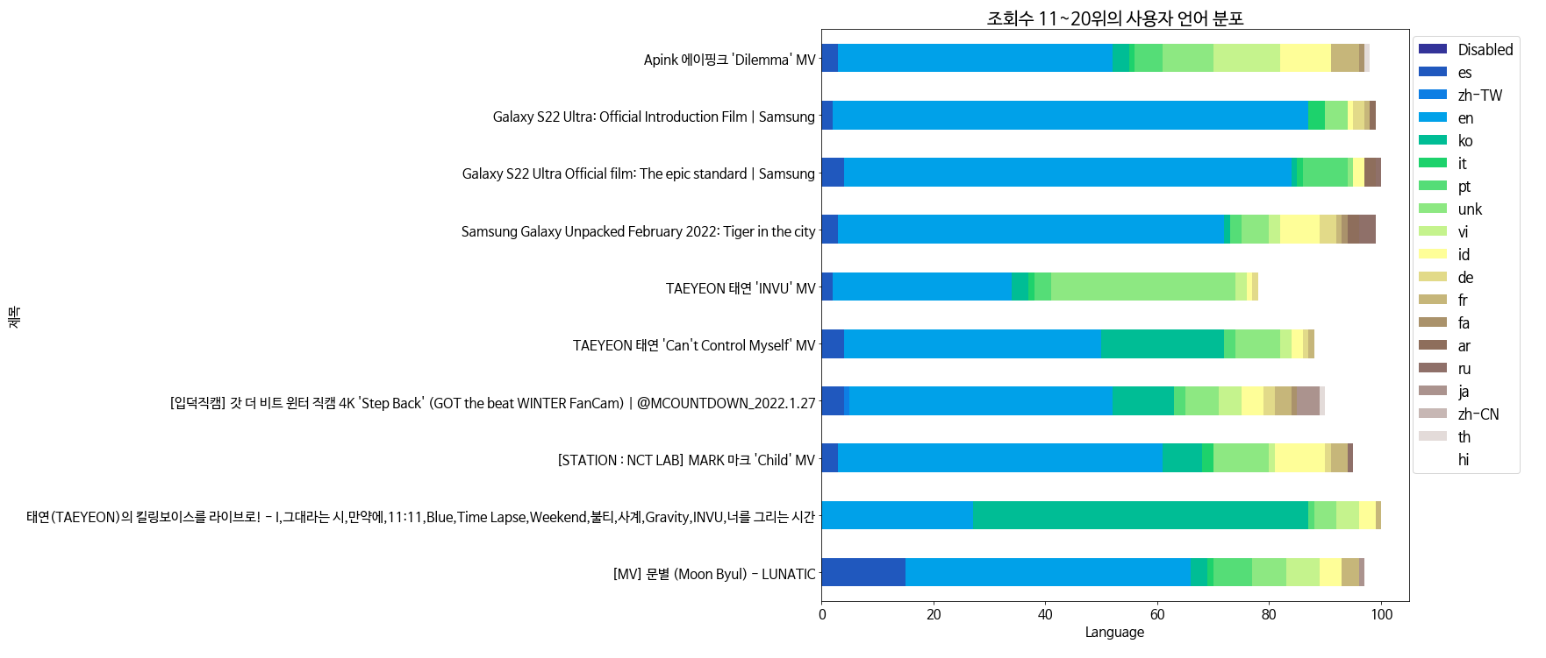 조회수 11~20위의 사용자 언어 분포
Apink 에이핑크 'Dilemma' MV
Galaxy S22 Ultra: Official Introduction Film | Samsung
Galaxy S22 Ultra Official film: The epic standard | Samsung
Samsung Galaxy Unpacked February 2022: Tiger in the city
TAEYEON 태연 'INVU' MV
TAEYEON 태연 'Can't Control Myself' MV
[입덕직캠] 갓 더 비트 윈터 직캠 4K 'Step Back' (GOT the beat WINTER FanCam) | @MCOUNTDOWN_2022.1.27
[STATION : NCT LAB] MARK 마크 'Child' MV
태연(TAEYEON)의 킬링보이스를 라이브로! - I,그대라는 시,만약에,11:11,Blue,Time Lapse,Weekend,불티,사계,Gravity,INVU,너를 그리는 시간
[MV] 문별 (Moon Byul) - LUNATIC
제목
0 20 40 60 80 100
Language
Disabled
es
zh-TW
en
ko
it
pt
unk
vi
id
de
fr
fa
ar
ru
ja
zh-CN
th
hi